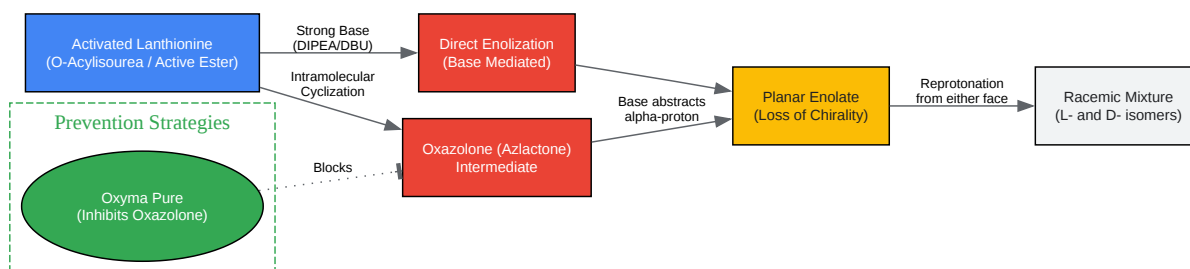 Activated Lanthionine
(O-Acylisourea / Active Ester)
Strong Base
(DIPEA/DBU)
Direct Enolization
(Base Mediated)
Intramolecular
Cyclization
Prevention Strategies
Oxyma Pure
(Inhibits Oxazolone)
Blocks
Oxazolone (Azlactone)
Intermediate
Base abstracts
alpha-proton
Planar Enolate
(Loss of Chirality)
Reprotonation
from either face
Racemic Mixture
(L- and D- isomers)